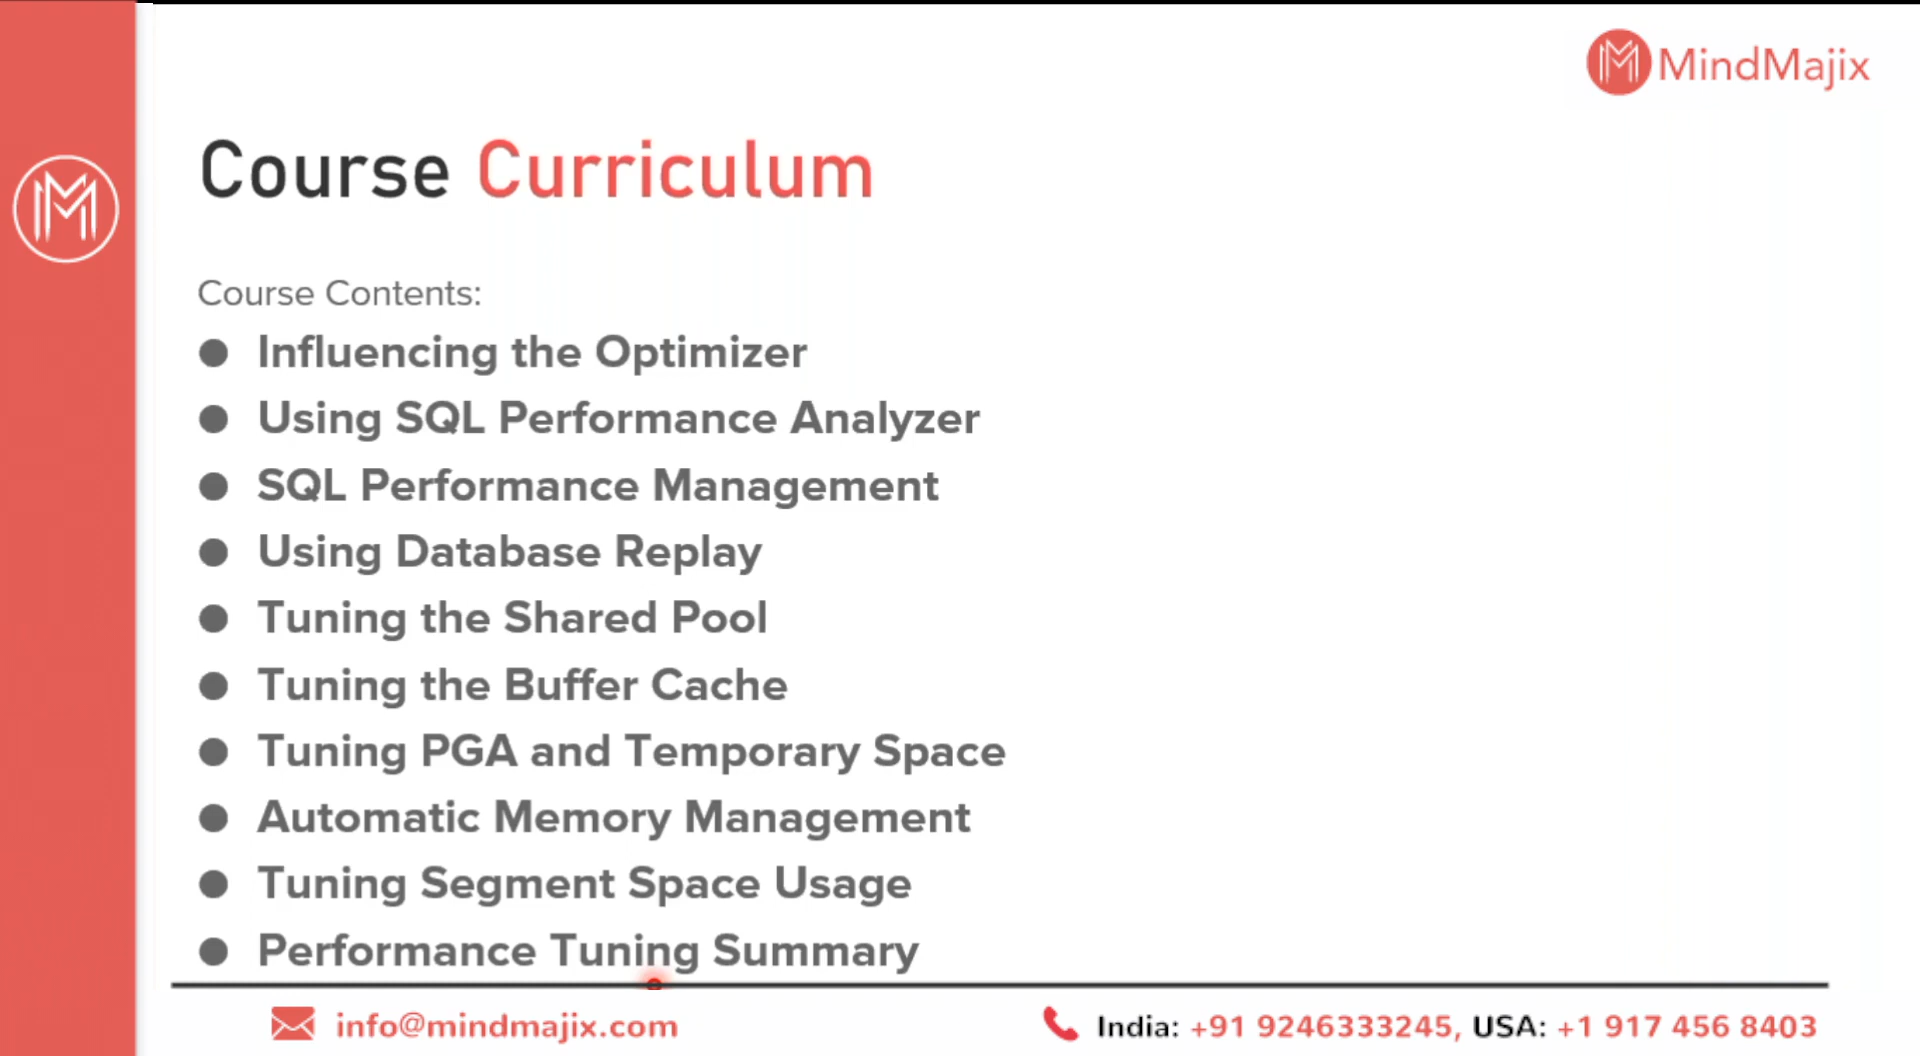 MindMajix
Course Curriculum
Course Contents:
● Influencing the Optimizer
● Using SQL Performance Analyzer
● SQL Performance Management
● Using Database Replay
● Tuning the Shared Pool
● Tuning the Buffer Cache
● Tuning PGA and Temporary Space
● Automatic Memory Management
● Tuning Segment Space Usage
● Performance Tuning Summary
info@mindmajix.com
India: +91 9246333245, USA: +1 917 456 8403